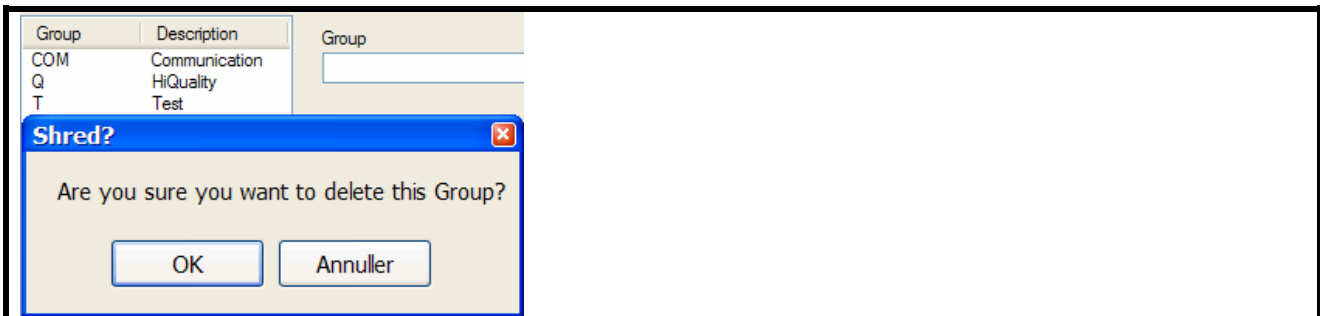 Group Description Group
COM Communication
Q HiQuality
T Test
Shred?
Are you sure you want to delete this Group?
OK Annuller